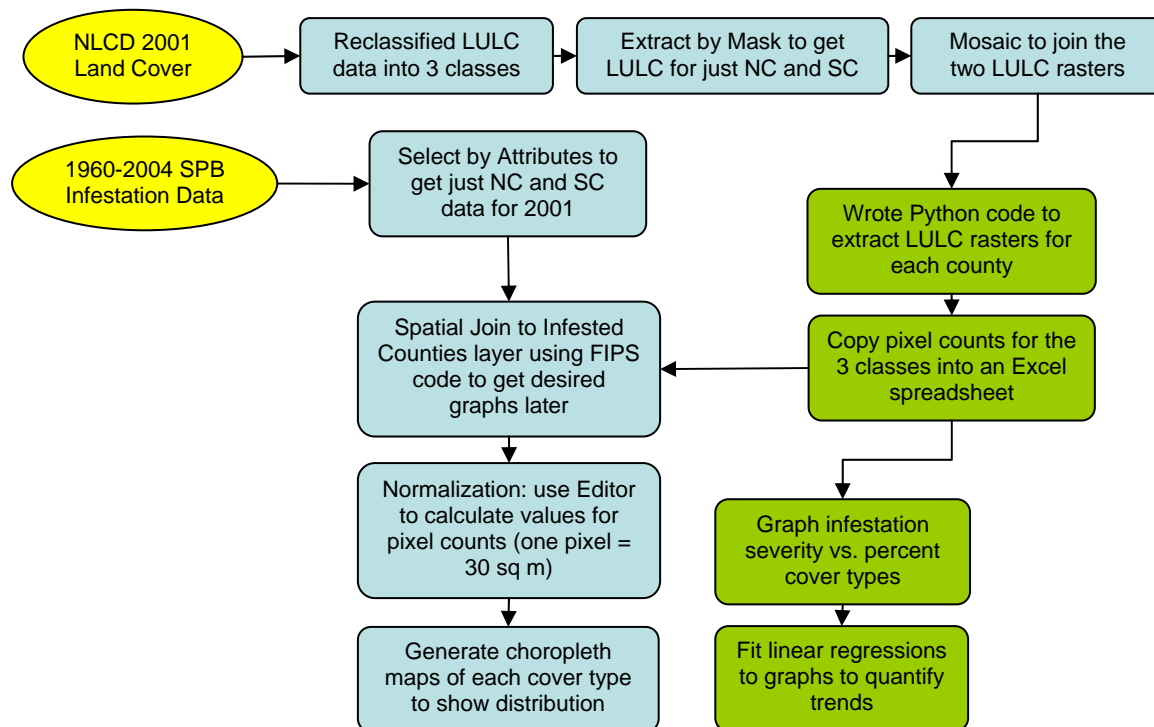 NLCD 2001
Land Cover
Reclassified LULC
data into 3 classes
Extract by Mask to get
LULC for just NC and SC
Mosaic to join the
two LULC rasters
1960-2004 SPB
Infestation Data
Select by Attributes to
get just NC and SC
data for 2001
Wrote Python code to
extract LULC rasters for
each county
Spatial Join to Infested
Counties layer using FIPS
code to get desired
graphs later
Copy pixel counts for the
3 classes into an Excel
spreadsheet
Normalization: use Editor
to calculate values for
pixel counts (one pixel =
30 sq m)
Graph infestation
severity vs. percent
cover types
Generate choropleth
maps of each cover type
to show distribution
Fit linear regressions
to graphs to quantify
trends